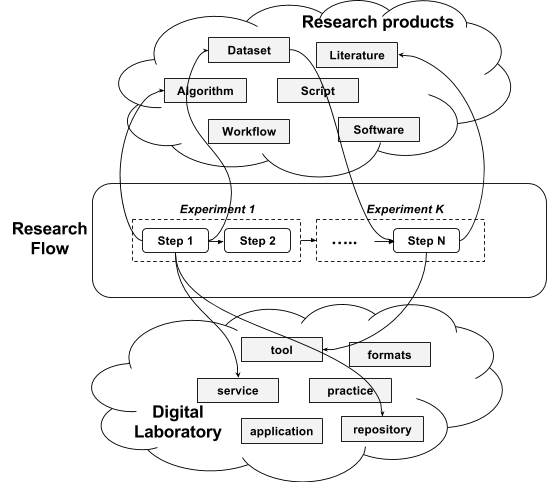 Research products
Dataset
Literature
Algorithm
Script
Workflow
Software
Research
Flow
Experiment 1
Experiment K
Step 1
Step 2
.....
Step N
tool
formats
service
practice
Digital
Laboratory
application
repository